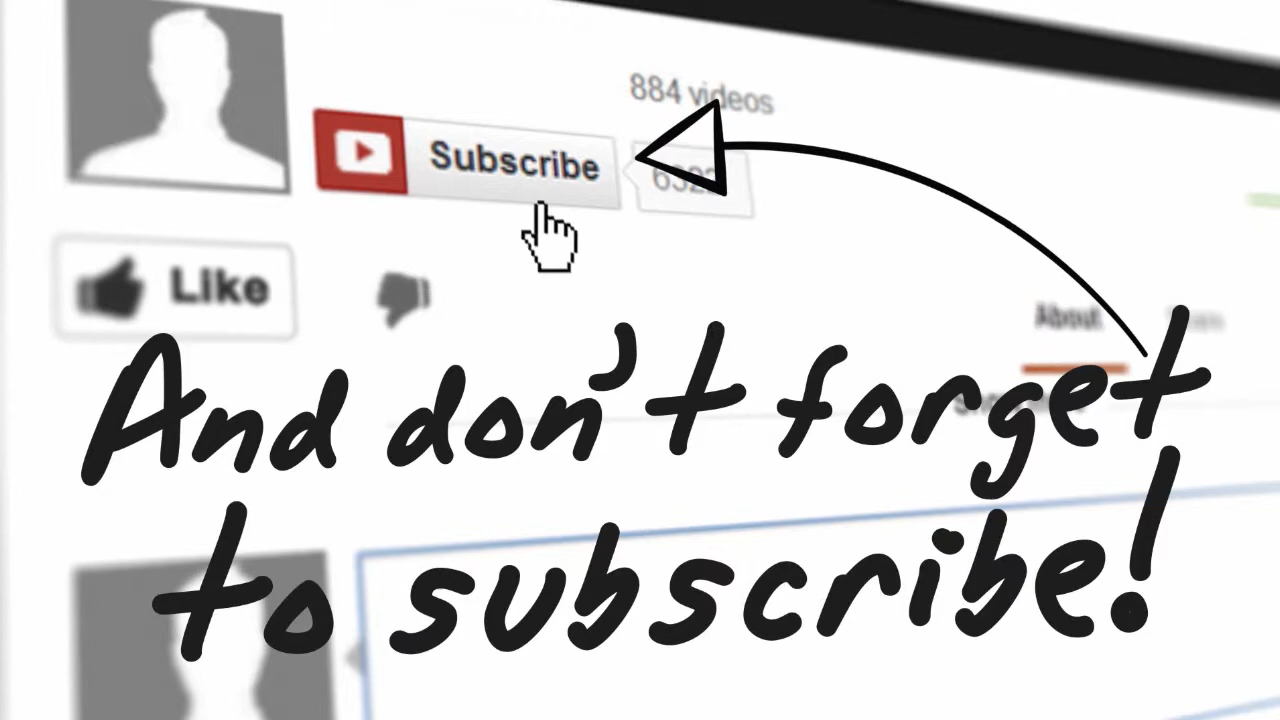 884 videos
Subscribe
Like
About
And don't forget
to subscribe!